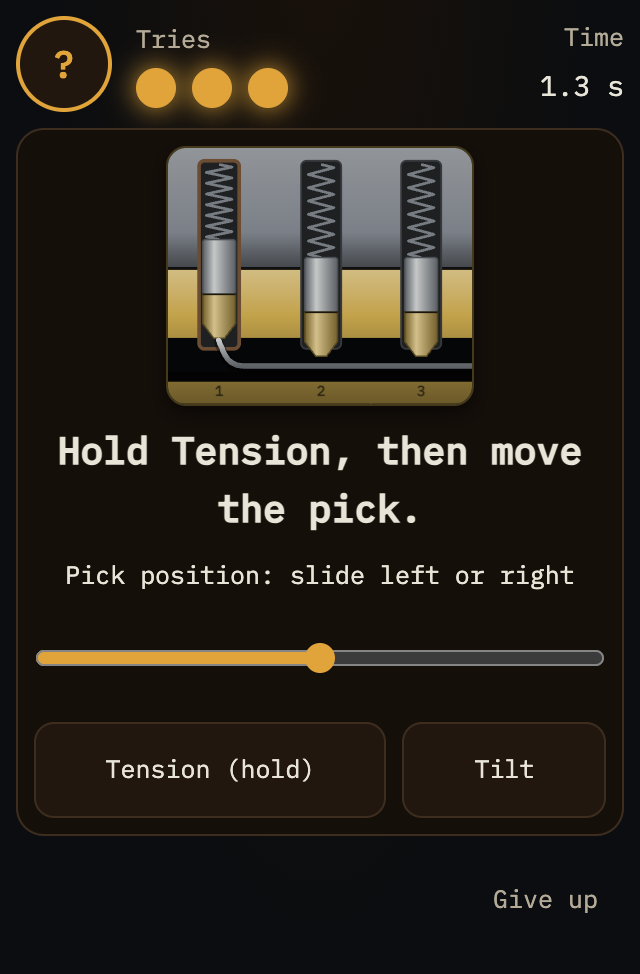 ?
Tries
Time
1.3 s
1 2 3
Hold Tension, then move
the pick.
Pick position: slide left or right
Tension (hold)
Tilt
Give up